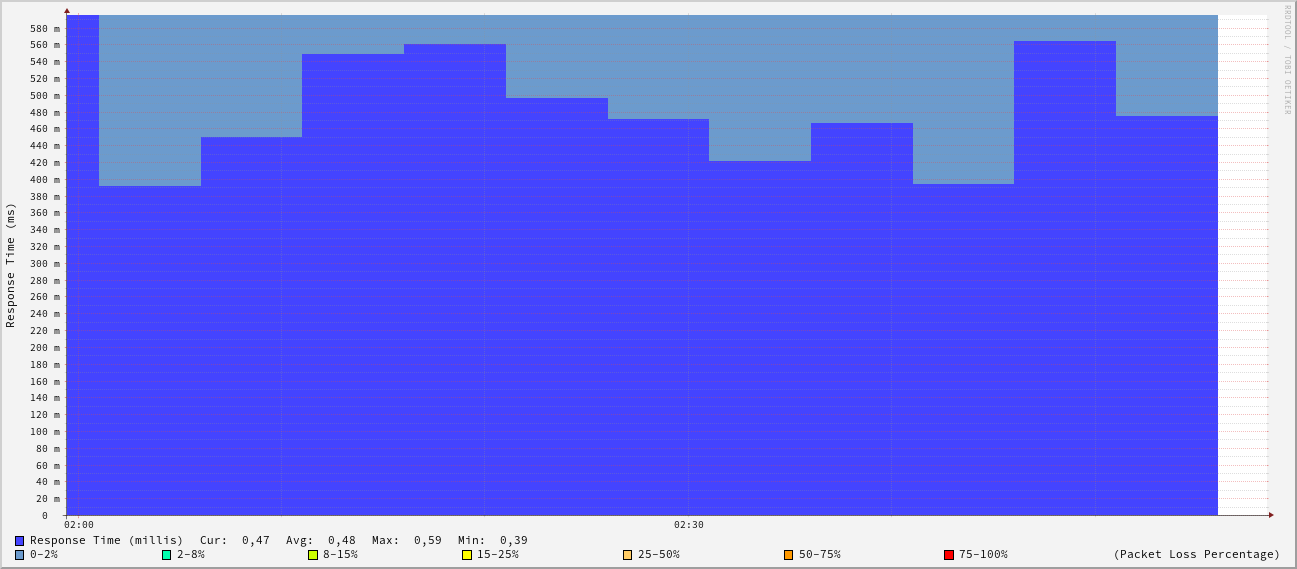 RRDTOOL / TOBI OETIKER
Response Time (ms)
580 m
560 m
540 m
520 m
500 m
480 m
460 m
440 m
420 m
400 m
380 m
360 m
340 m
320 m
300 m
280 m
260 m
240 m
220 m
200 m
180 m
160 m
140 m
120 m
100 m
80 m
60 m
40 m
20 m
0
02:00 02:30
Response Time (millis) Cur: 0,47 Avg: 0,48 Max: 0,59 Min: 0,39
0-2% 2-8% 8-15% 15-25% 25-50% 50-75% 75-100% (Packet Loss Percentage)